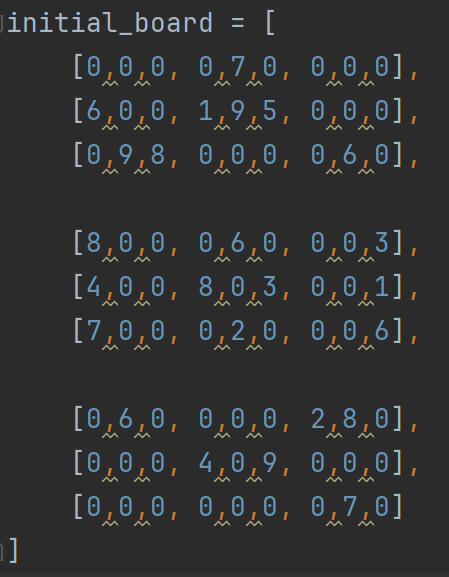 initial_board = [
[0,0,0, 0,7,0, 0,0,0],
[6,0,0, 1,9,5, 0,0,0],
[0,9,8, 0,0,0, 0,6,0],
[8,0,0, 0,6,0, 0,0,3],
[4,0,0, 8,0,3, 0,0,1],
[7,0,0, 0,2,0, 0,0,6],
[0,6,0, 0,0,0, 2,8,0],
[0,0,0, 4,0,9, 0,0,0],
[0,0,0, 0,0,0, 0,7,0]
]